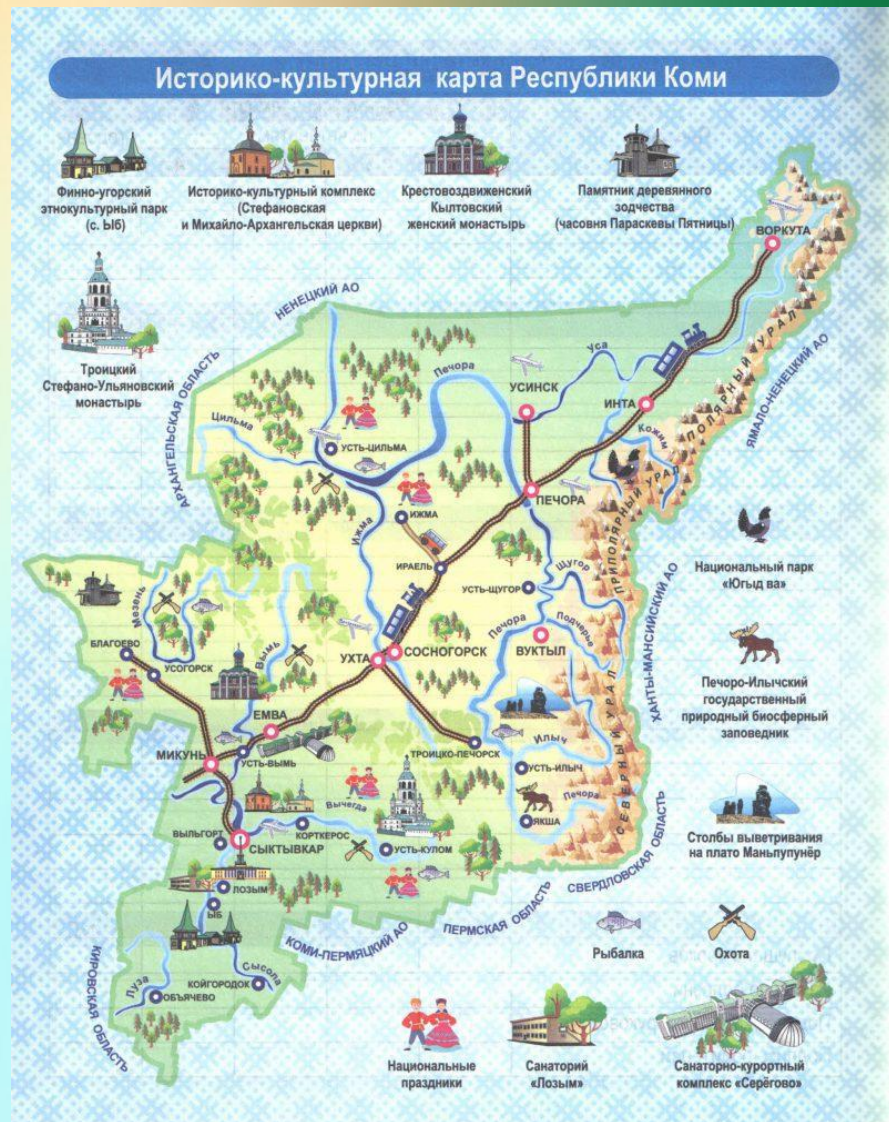 Историко-культурная карта Республики Коми
Финно-угорский
этнокультурный парк
(с. Ыб)
Историко-культурный комплекс
(Стефановская
и Михайло-Архангельская церкви)
Крестовоздвиженский
Кылтовский
женский монастырь
Памятник деревянного
зодчества
(часовня Параскевы Пятницы)
Троицкий
Стефано-Ульяновский
монастырь
ВОРКУТА
НЕНЕЦКИЙ АО
АРХАНГЕЛЬСКАЯ ОБЛАСТЬ
ЯМАЛО-НЕНЕЦКИЙ АО
ПОЛЯРНЫЙ УРАЛ
Уса
Печора
УСИНСК
ИНТА
Кожим
Цильма
УСТЬ-ЦИЛЬМА
ПЕЧОРА
ПРИПОЛЯРНЫЙ УРАЛ
ИЖМА
Ижма
ИРАЕЛЬ
Щугор
УСТЬ-ЩУГОР
Национальный парк
«Югыд ва»
Мезень
БЛАГОЕВО
УСОГОРСК
Вымь
УХТА
СОСНОГОРСК
Печора
Подчерье
ВУКТЫЛ
ХАНТЫ-МАНСИЙСКИЙ АО
Печоро-Илычский
государственный
природный биосферный
заповедник
ЕМВА
МИКУНЬ
УСТЬ-ВЫМЬ
ТРОИЦКО-ПЕЧОРСК
Илыч
УСТЬ-ИЛЫЧ
СЕВЕРНЫЙ УРАЛ
Печора
ЯКША
Вычегда
ВЫЛЬГОРТ
КОРТКЕРОС
СЫКТЫВКАР
УСТЬ-КУЛОМ
Столбы выветривания
на плато Маньпупунёр
СВЕРДЛОВСКАЯ ОБЛАСТЬ
ЛОЗЫМ
ЫБ
ПЕРМСКАЯ ОБЛАСТЬ
КОМИ-ПЕРМЯЦКИЙ АО
КИРОВСКАЯ ОБЛАСТЬ
Рыбалка
Охота
Луза
Сысола
КОЙГОРОДОК
ОБЪЯЧЕВО
Национальные
праздники
Санаторий
«Лозым»
Санаторно-курортный
комплекс «Серёгово»